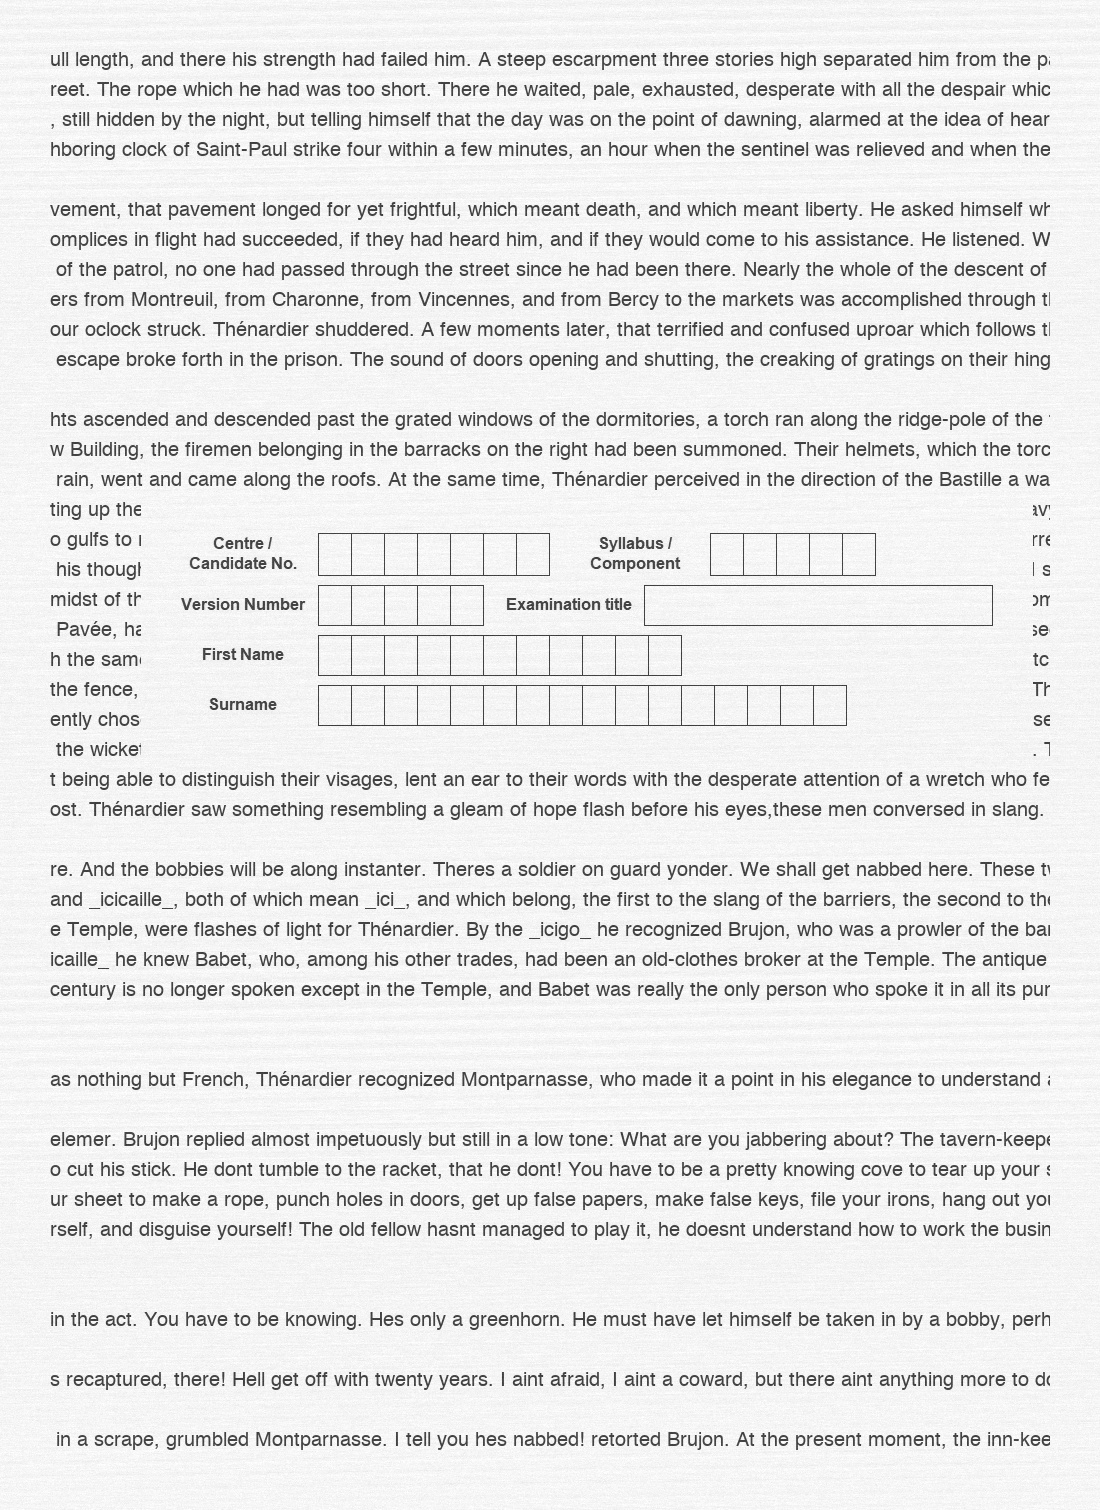 ull length, and there his strength had failed him. A steep escarpment three stories high separated him from the
reet. The rope which he had was too short. There he waited, pale, exhausted, desperate with all the despair whic
, still hidden by the night, but telling himself that the day was on the point of dawning, alarmed at the idea of hear
hboring clock of Saint-Paul strike four within a few minutes, an hour when the sentinel was relieved and when the
vement, that pavement longed for yet frightful, which meant death, and which meant liberty. He asked himself wh
omplices in flight had succeeded, if they had heard him, and if they would come to his assistance. He listened. W
of the patrol, no one had passed through the street since he had been there. Nearly the whole of the descent of
ers from Montreuil, from Charonne, from Vincennes, and from Bercy to the markets was accomplished through
our oclock struck. Thénardier shuddered. A few moments later, that terrified and confused uproar which follows
escape broke forth in the prison. The sound of doors opening and shutting, the creaking of gratings on their hing
hts ascended and descended past the grated windows of the dormitories, a torch ran along the ridge-pole of the
w Building, the firemen belonging in the barracks on the right had been summoned. Their helmets, which the torc
rain, went and came along the roofs. At the same time, Thénardier perceived in the direction of the Bastille a wa
ting up the
o gulfs to
his though
midst of th
Pavée, ha
h the same
the fence, Th
ently chos se
the wicket
Centre /
Candidate No.
Syllabus /
Component
Version Number Examination title
First Name
Surname
t being able to distinguish their visages, lent an ear to their words with the desperate attention of a wretch who fe
ost. Thénardier saw something resembling a gleam of hope flash before his eyes,these men conversed in slang.
re. And the bobbies will be along instanter. Theres a soldier on guard yonder. We shall get nabbed here. These
and _icicaille_, both of which mean _ici_, and which belong, the first to the slang of the barriers, the second to the
e Temple, were flashes of light for Thénardier. By the _icigo_ he recognized Brujon, who was a prowler of the bar
icaille_ he knew Babet, who, among his other trades, had been an old-clothes broker at the Temple. The antique
century is no longer spoken except in the Temple, and Babet was really the only person who spoke it in all its pur
as nothing but French, Thénardier recognized Montparnasse, who made it a point in his elegance to understand
elemer. Brujon replied almost impetuously but still in a low tone: What are you jabbering about? The tavern-keepe
o cut his stick. He dont tumble to the racket, that he dont! You have to be a pretty knowing cove to tear up your
ur sheet to make a rope, punch holes in doors, get up false papers, make false keys, file your irons, hang out you
rself, and disguise yourself! The old fellow hasnt managed to play it, he doesnt understand how to work the busin
in the act. You have to be knowing. Hes only a greenhorn. He must have let himself be taken in by a bobby, perh
s recaptured, there! Hell get off with twenty years. I aint afraid, I aint a coward, but there aint anything more to do
in a scrape, grumbled Montparnasse. I tell you hes nabbed! retorted Brujon. At the present moment, the inn-kee